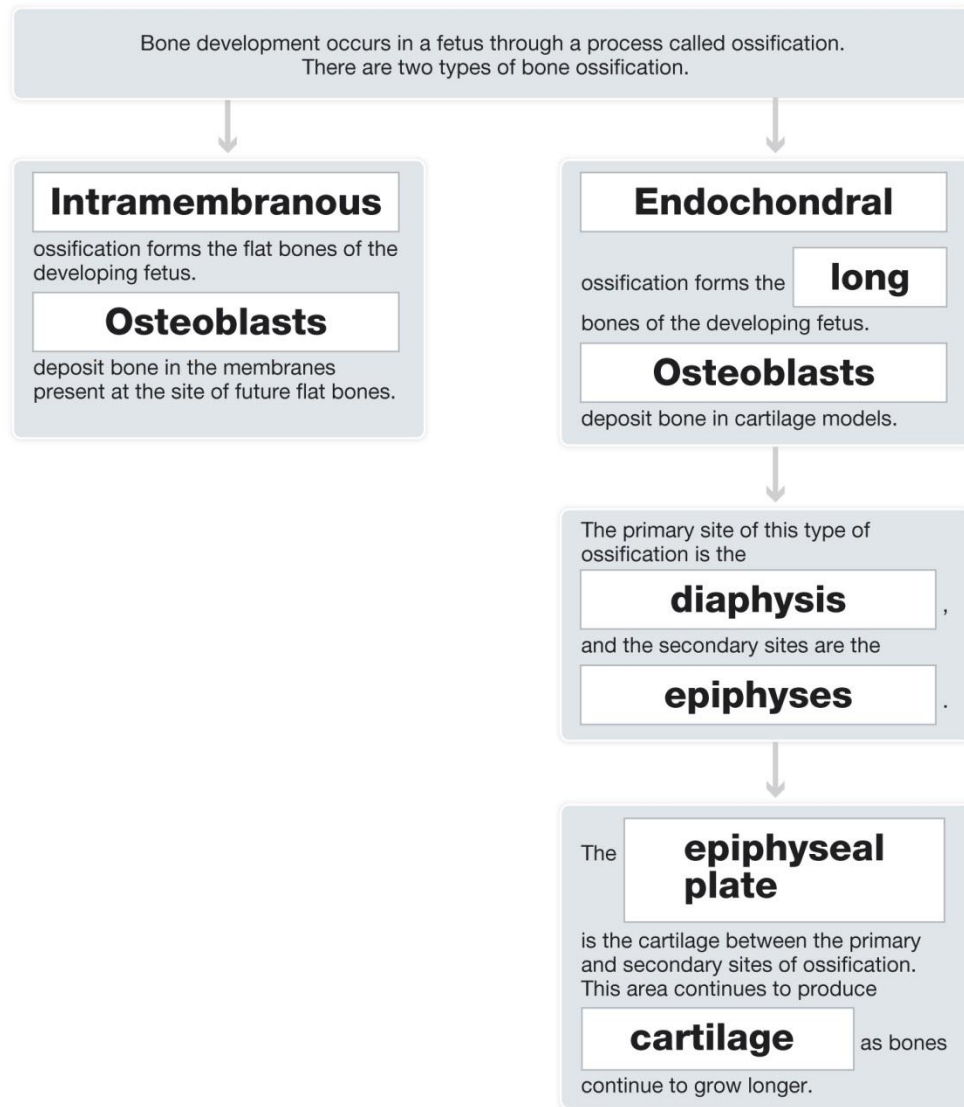 Bone development occurs in a fetus through a process called ossification.
There are two types of bone ossification.
Intramembranous
ossification forms the flat bones of the
developing fetus.
Osteoblasts
deposit bone in the membranes
present at the site of future flat bones.
Endochondral
ossification forms the long
bones of the developing fetus.
Osteoblasts
deposit bone in cartilage models.
The primary site of this type of
ossification is the
diaphysis ,
and the secondary sites are the
epiphyses .
The epiphyseal
plate
is the cartilage between the primary
and secondary sites of ossification.
This area continues to produce
cartilage as bones
continue to grow longer.